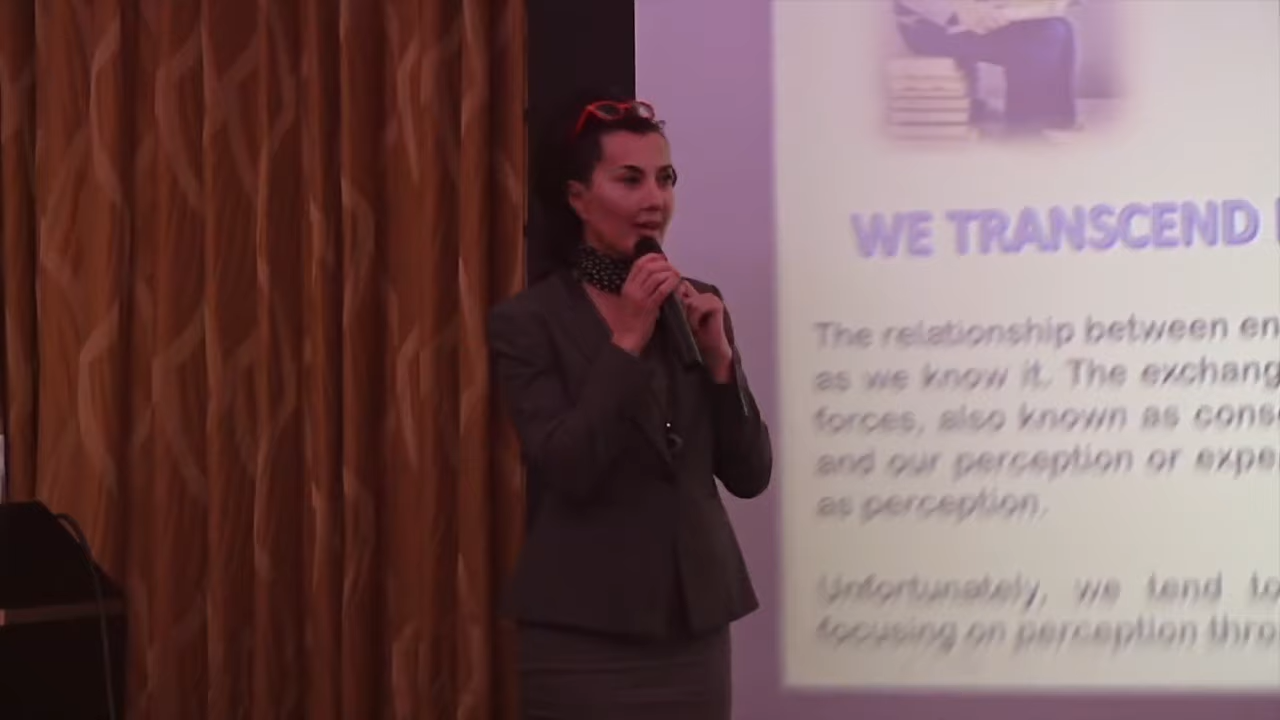 WE TRANSCEND
The relationship between en
as we know it. The exchang
forces, also known as cons
and our perception or expe
as perception.
Unfortunately, we tend to
focusing on perception thro